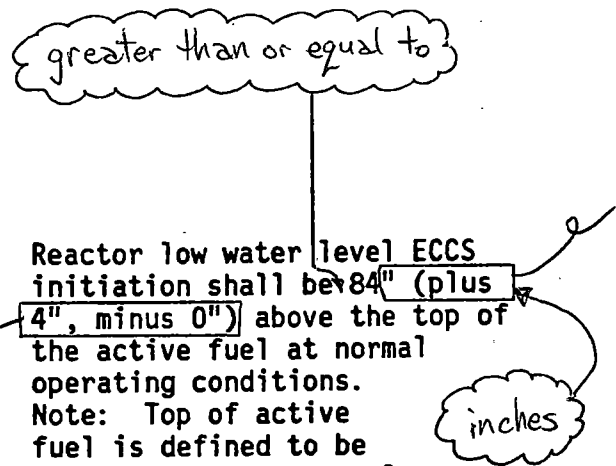 greater than or equal to
Reactor low water level ECCS
initiation shall be 84" (plus
4", minus 0") above the top of
the active fuel at normal
operating conditions.
Note: Top of active
fuel is defined to be
inches